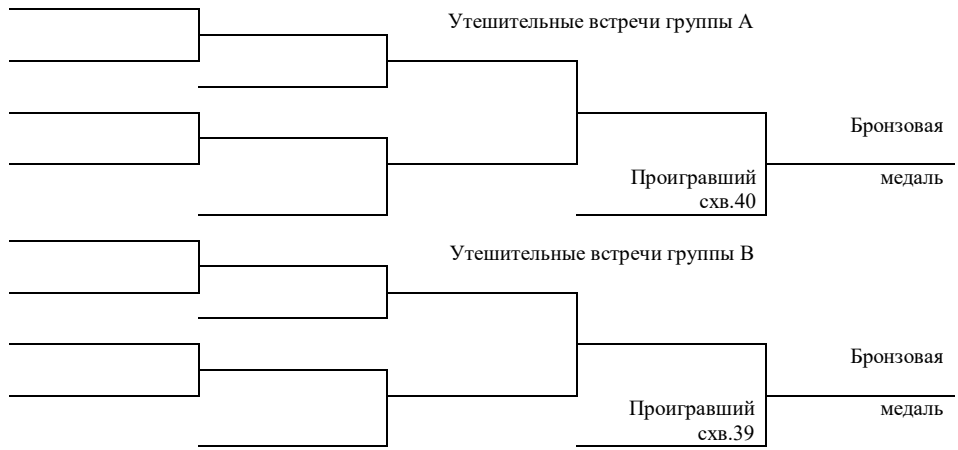 Утешительные встречи группы А
Бронзовая
Проигравший
медаль
схв.40
Утешительные встречи группы В
Бронзовая
Проигравший
медаль
схв.39